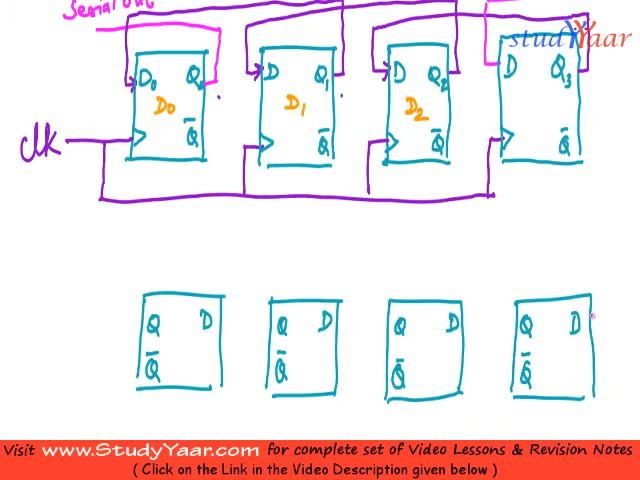 Serial out
studYYaar
D₀ Q₀ D Q₁ D Q₂ D Q₃
D₀ D₁ D₂
Q̅ Q̅ Q̅ Q̅
Clk
Q D Q D Q D Q D
Q̅ Q̅ Q̅ Q̅
Visit www.StudyYaar.com for complete set of Video Lessons & Revision Notes
( Click on the Link in the Video Description given below )